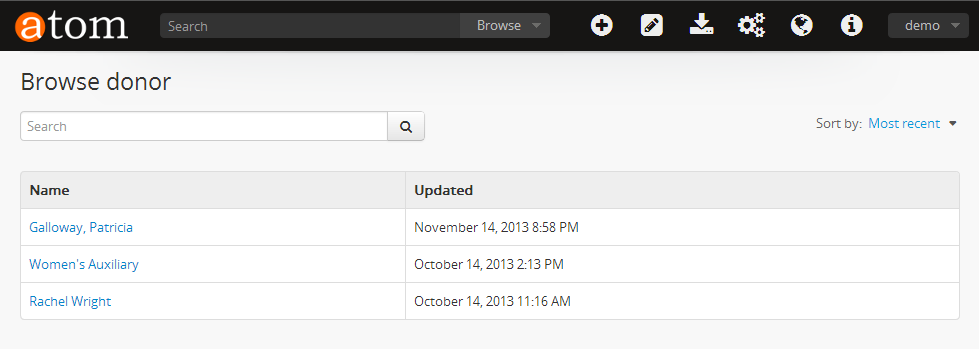 atom Search Browse demo
Browse donor
Search
Sort by: Most recent
Name Updated
Galloway, Patricia November 14, 2013 8:58 PM
Women's Auxiliary October 14, 2013 2:13 PM
Rachel Wright October 14, 2013 11:16 AM